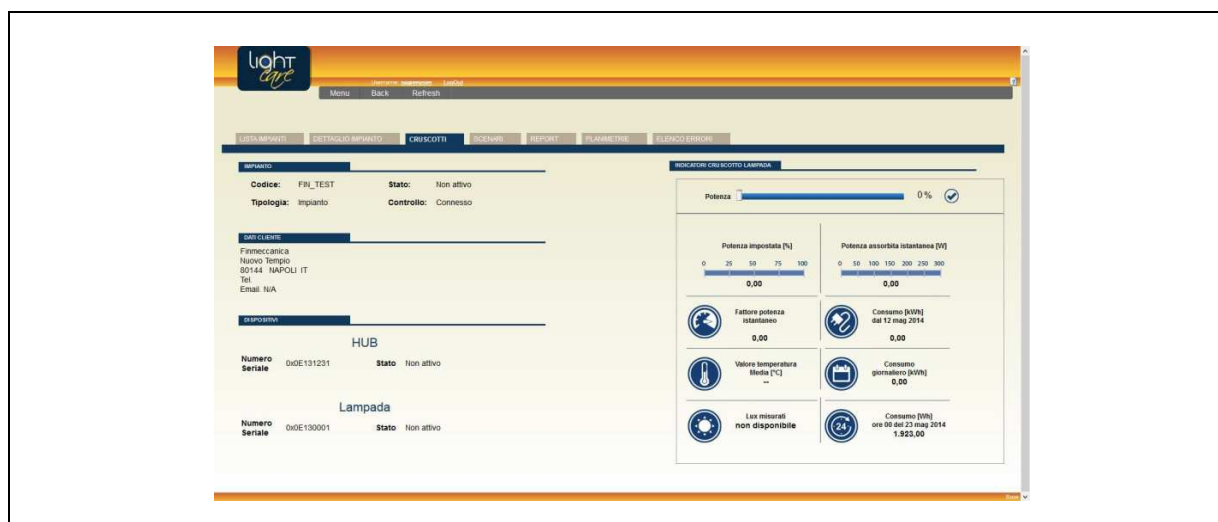 light
care
Username LogOut
Menu Back Refresh
LISTA IMPIANTI DETTAGLIO IMPIANTO CRUSCOTTI SCENARI REPORT PLANIMETRIE ELENCO ERRORI
IMPIANTO
Codice: FIN_TEST Stato: Non attivo
Tipologia: Impianto Controllo: Connesso
DATI CLIENTE
Finmeccanica
Nuovo Tempio
80144 NAPOLI IT
Tel
Email N/A
DISPOSITIVI
HUB
Numero Seriale 0x0E131231 Stato Non attivo
Lampada
Numero Seriale 0x0E130001 Stato Non attivo
INDICATORI CRUSCOTTO LAMPADA
Potenza 0 %
Potenza impostata [%]
0 25 50 75 100
0,00
Potenza assorbita istantanea [W]
0 50 100 150 200 250 300
0,00
Fattore potenza
istantaneo
0,00
Consumo [kWh]
dal 12 mag 2014
0,00
Valore temperatura
Media [°C]
--
Consumo
giornaliero [kWh]
0,00
Lux misurati
non disponibile
24
Consumo [Wh]
ore 00 del 23 mag 2014
1.923,00